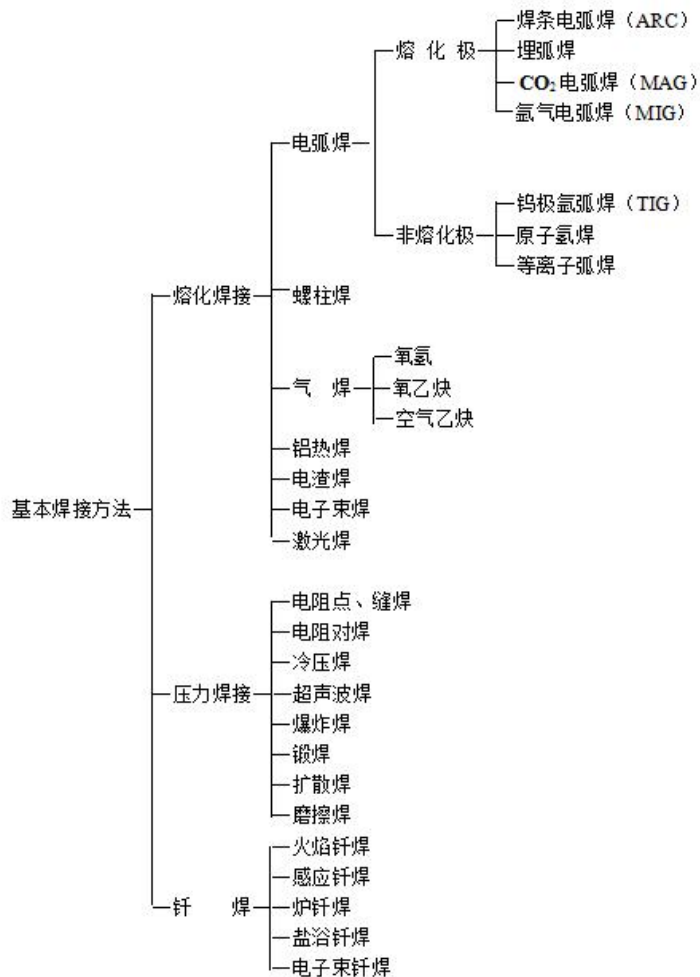 焊条电弧焊（ARC）
熔化极
埋弧焊
CO₂电弧焊（MAG）
氩气电弧焊（MIG）
电弧焊
钨极氩弧焊（TIG）
非熔化极
原子氢焊
等离子弧焊
熔化焊接
螺柱焊
氧氢
气焊
氧乙炔
空气乙炔
铝热焊
电渣焊
基本焊接方法
电子束焊
激光焊
电阻点、缝焊
电阻对焊
冷压焊
压力焊接
超声波焊
爆炸焊
锻焊
扩散焊
磨擦焊
火焰钎焊
感应钎焊
钎焊
炉钎焊
盐浴钎焊
电子束钎焊